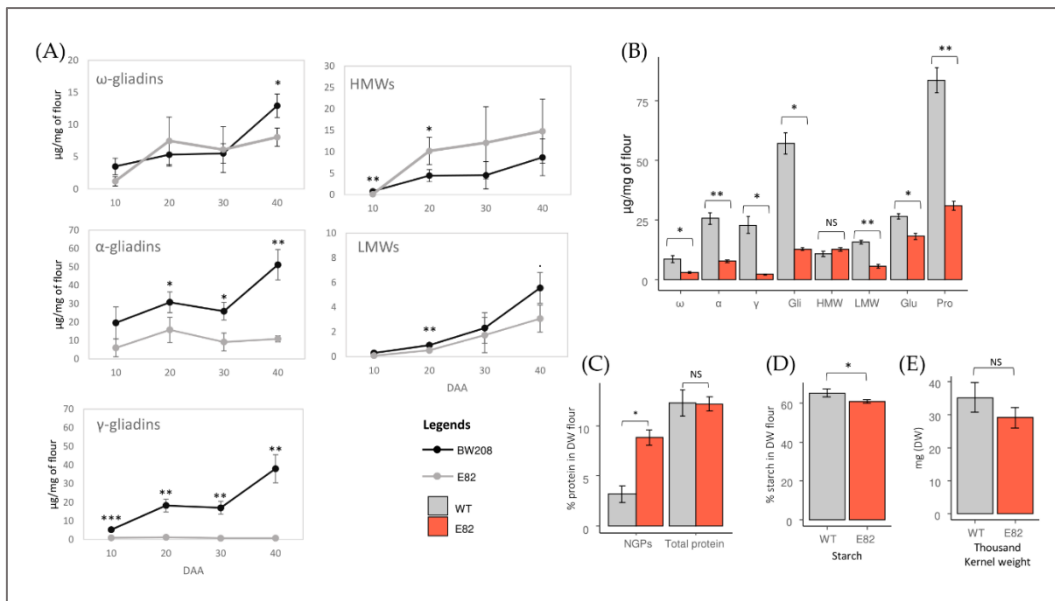 (A)
ω-gliadins
µg/mg of flour
20
15
10
5
0
*
10 20 30 40
HMWs
30
25
20
15
10
5
0
**
*
10 20 30 40
α-gliadins
µg/mg of flour
70
60
50
40
30
20
10
0
*
*
**
10 20 30 40
LMWs
6
5
4
3
2
1
0
**
.
10 20 30 40
DAA
γ-gliadins
µg/mg of flour
70
60
50
40
30
20
10
0
***
**
**
**
10 20 30 40
DAA
Legends
BW208
E82
WT
E82
(B)
µg/mg of flour
75
50
25
0
*
**
*
*
NS
**
*
**
ω α γ Gli HMW LMW Glu Pro
(C)
% protein in DW flour
10
5
0
*
NS
NGPs Total protein
(D)
% starch in DW flour
60
40
20
0
*
WT E82
Starch
(E)
mg (DW)
40
30
20
10
0
NS
WT E82
Thousand
Kernel weight